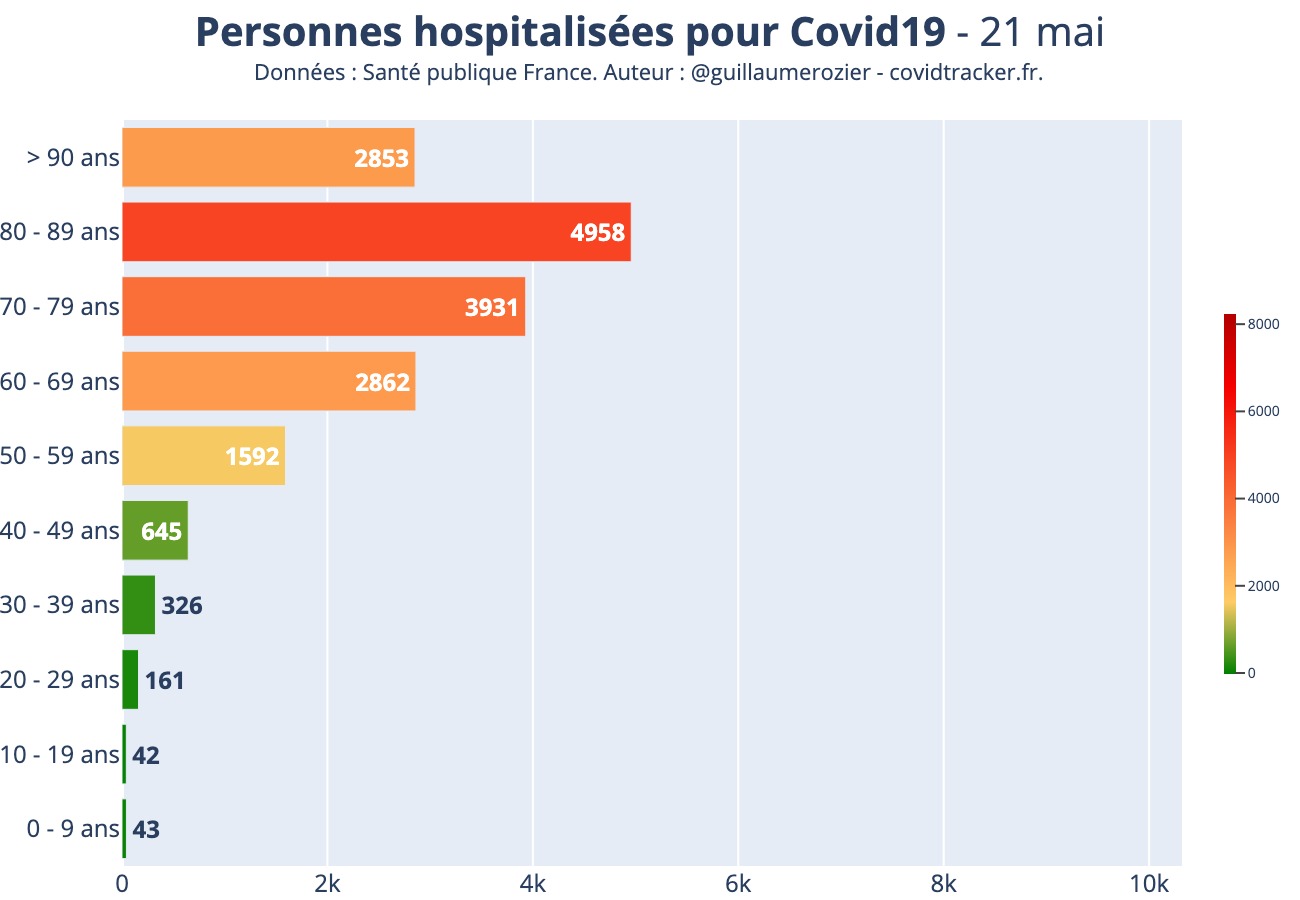 Personnes hospitalisées pour Covid19 - 21 mai
Données : Santé publique France. Auteur : @guillaumerozier - covidtracker.fr.
> 90 ans 2853
80 - 89 ans 4958
70 - 79 ans 3931
60 - 69 ans 2862
50 - 59 ans 1592
40 - 49 ans 645
30 - 39 ans 326
20 - 29 ans 161
10 - 19 ans 42
0 - 9 ans 43
0 2k 4k 6k 8k 10k
8000
6000
4000
2000
0